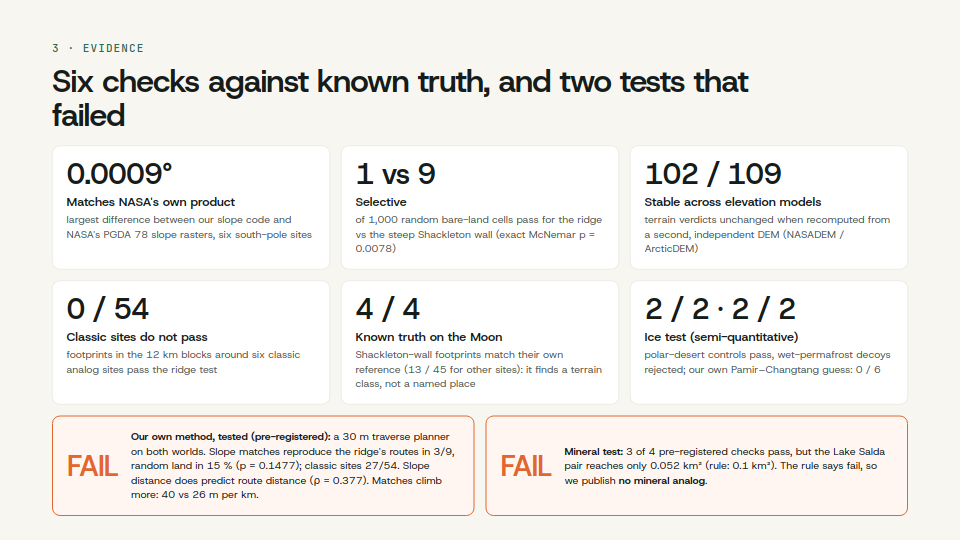 3 · EVIDENCE
Six checks against known truth, and two tests that
failed
0.0009°
Matches NASA's own product
largest difference between our slope code and
NASA's PGDA 78 slope rasters, six south-pole sites
1 vs 9
Selective
of 1,000 random bare-land cells pass for the ridge
vs the steep Shackleton wall (exact McNemar p =
0.0078)
102 / 109
Stable across elevation models
terrain verdicts unchanged when recomputed from
a second, independent DEM (NASADEM /
ArcticDEM)
0 / 54
Classic sites do not pass
footprints in the 12 km blocks around six classic
analog sites pass the ridge test
4 / 4
Known truth on the Moon
Shackleton-wall footprints match their own
reference (13 / 45 for other sites): it finds a terrain
class, not a named place
2 / 2 · 2 / 2
Ice test (semi-quantitative)
polar-desert controls pass, wet-permafrost decoys
rejected; our own Pamir–Changtang guess: 0 / 6
FAIL
Our own method, tested (pre-registered): a 30 m traverse planner
on both worlds. Slope matches reproduce the ridge's routes in 3/9,
random land in 15 % (p = 0.1477); classic sites 27/54. Slope
distance does predict route distance (ρ = 0.377). Matches climb
more: 40 vs 26 m per km.
FAIL
Mineral test: 3 of 4 pre-registered checks pass, but the Lake Salda
pair reaches only 0.052 km² (rule: 0.1 km²). The rule says fail, so
we publish no mineral analog.